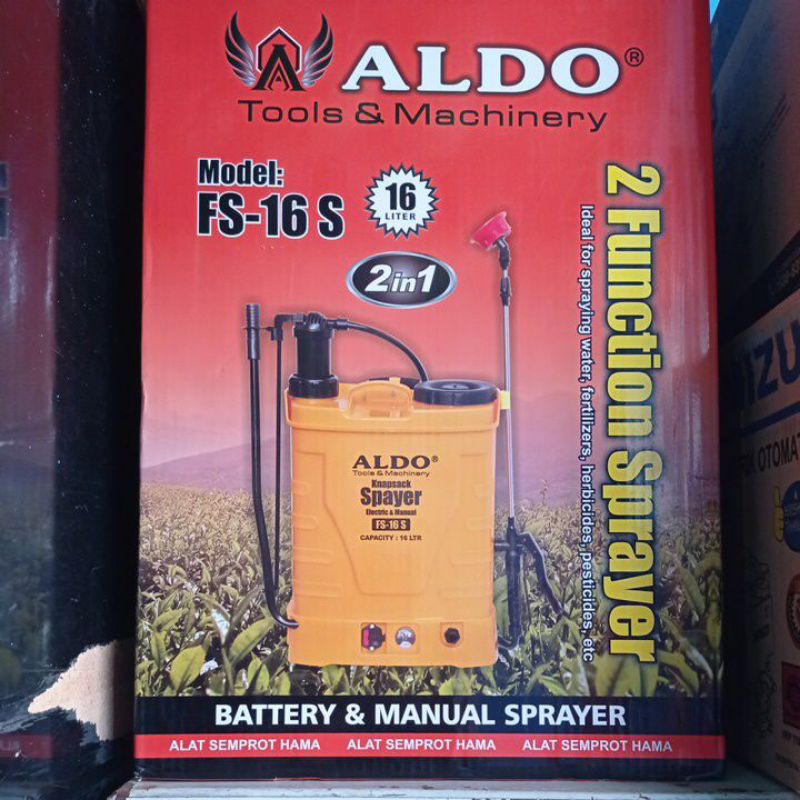 ALDO®
Tools & Machinery
Model:
FS-16 S
16
LITER
2in1
2 Function Sprayer
Ideal for spraying water, fertilizers, herbicides, pesticides, etc
ALDO®
Tools & Machinery
Knapsack
Spayer
Electric & Manual
FS-16 S
CAPACITY : 16 LTR
BATTERY & MANUAL SPRAYER
ALAT SEMPROT HAMA ALAT SEMPROT HAMA ALAT SEMPROT HAMA
IZU
OTOMA